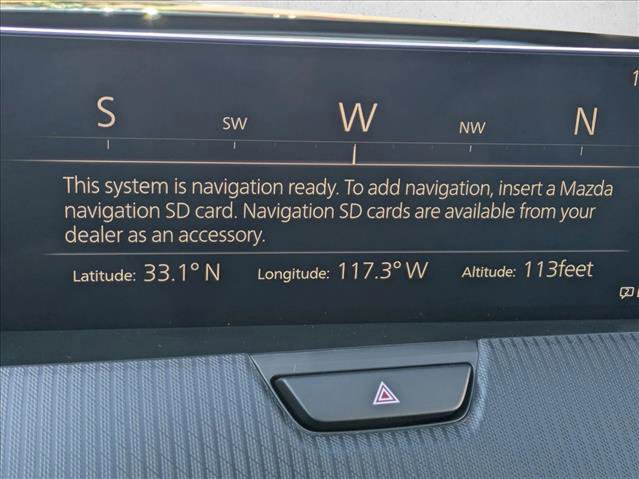 S SW W NW N
This system is navigation ready. To add navigation, insert a Mazda
navigation SD card. Navigation SD cards are available from your
dealer as an accessory.
Latitude: 33.1° N Longitude: 117.3° W Altitude: 113feet